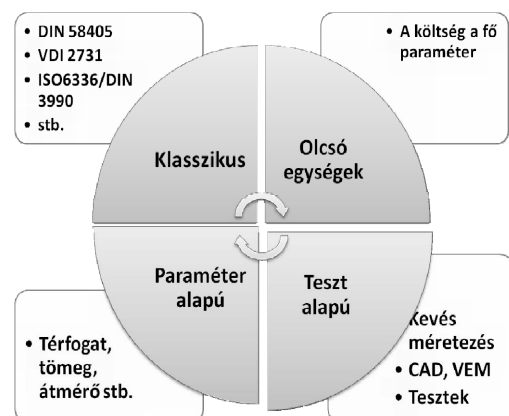 • DIN 58405
• VDI 2731
• ISO6336/DIN
3990
• stb.
• A költség a fő
paraméter
Klasszikus
Olcsó
egységek
Paraméter
alapú
Teszt
alapú
• Térfogat,
tömeg,
átmérő stb.
Kevés
méretezés
• CAD, VEM
• Tesztek